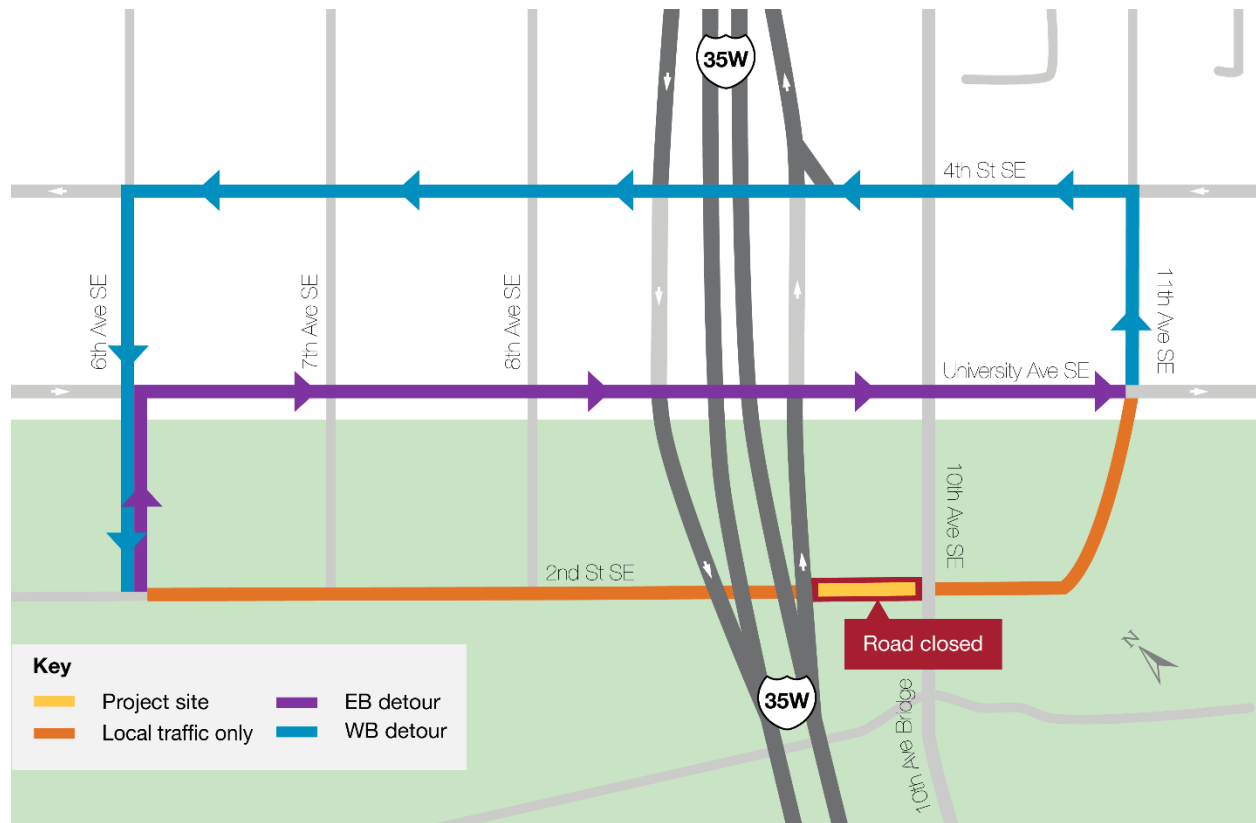 35W
4th St SE
6th Ave SE
7th Ave SE
8th Ave SE
11th Ave SE
University Ave SE
10th Ave SE
2nd St SE
Road closed
N
Key
Project site
EB detour
Local traffic only
WB detour
35W
10th Ave Bridge